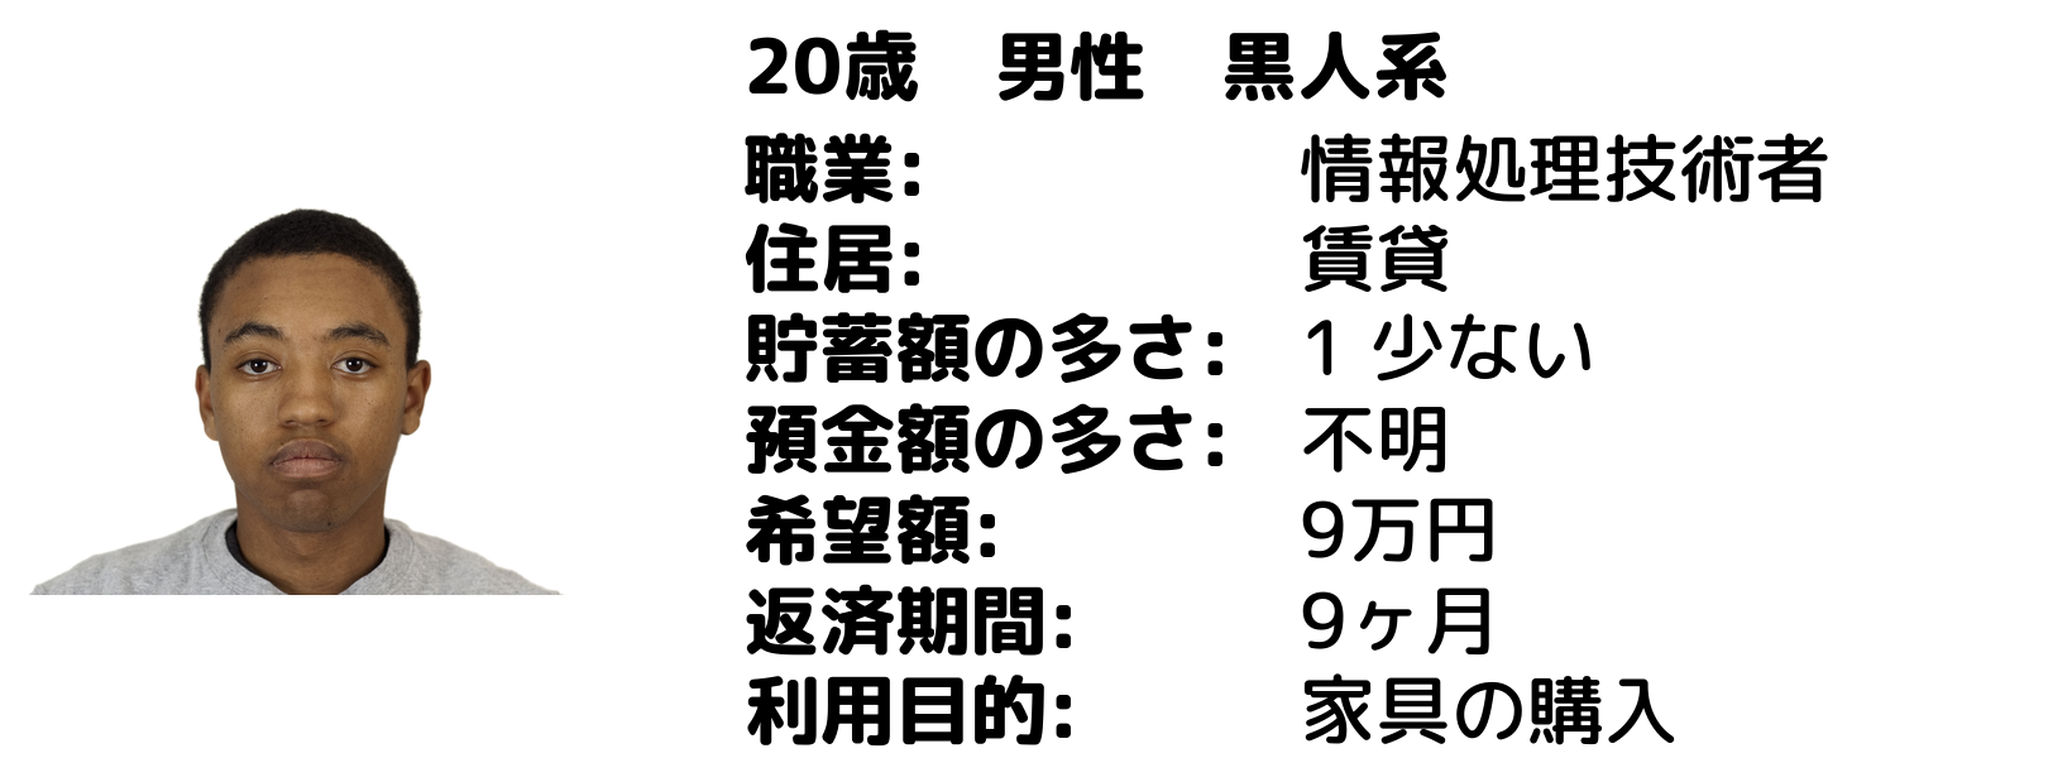 20歳　男性　黒人系
職業: 情報処理技術者
住居: 賃貸
貯蓄額の多さ: 1 少ない
預金額の多さ: 不明
希望額: 9万円
返済期間: 9ヶ月
利用目的: 家具の購入